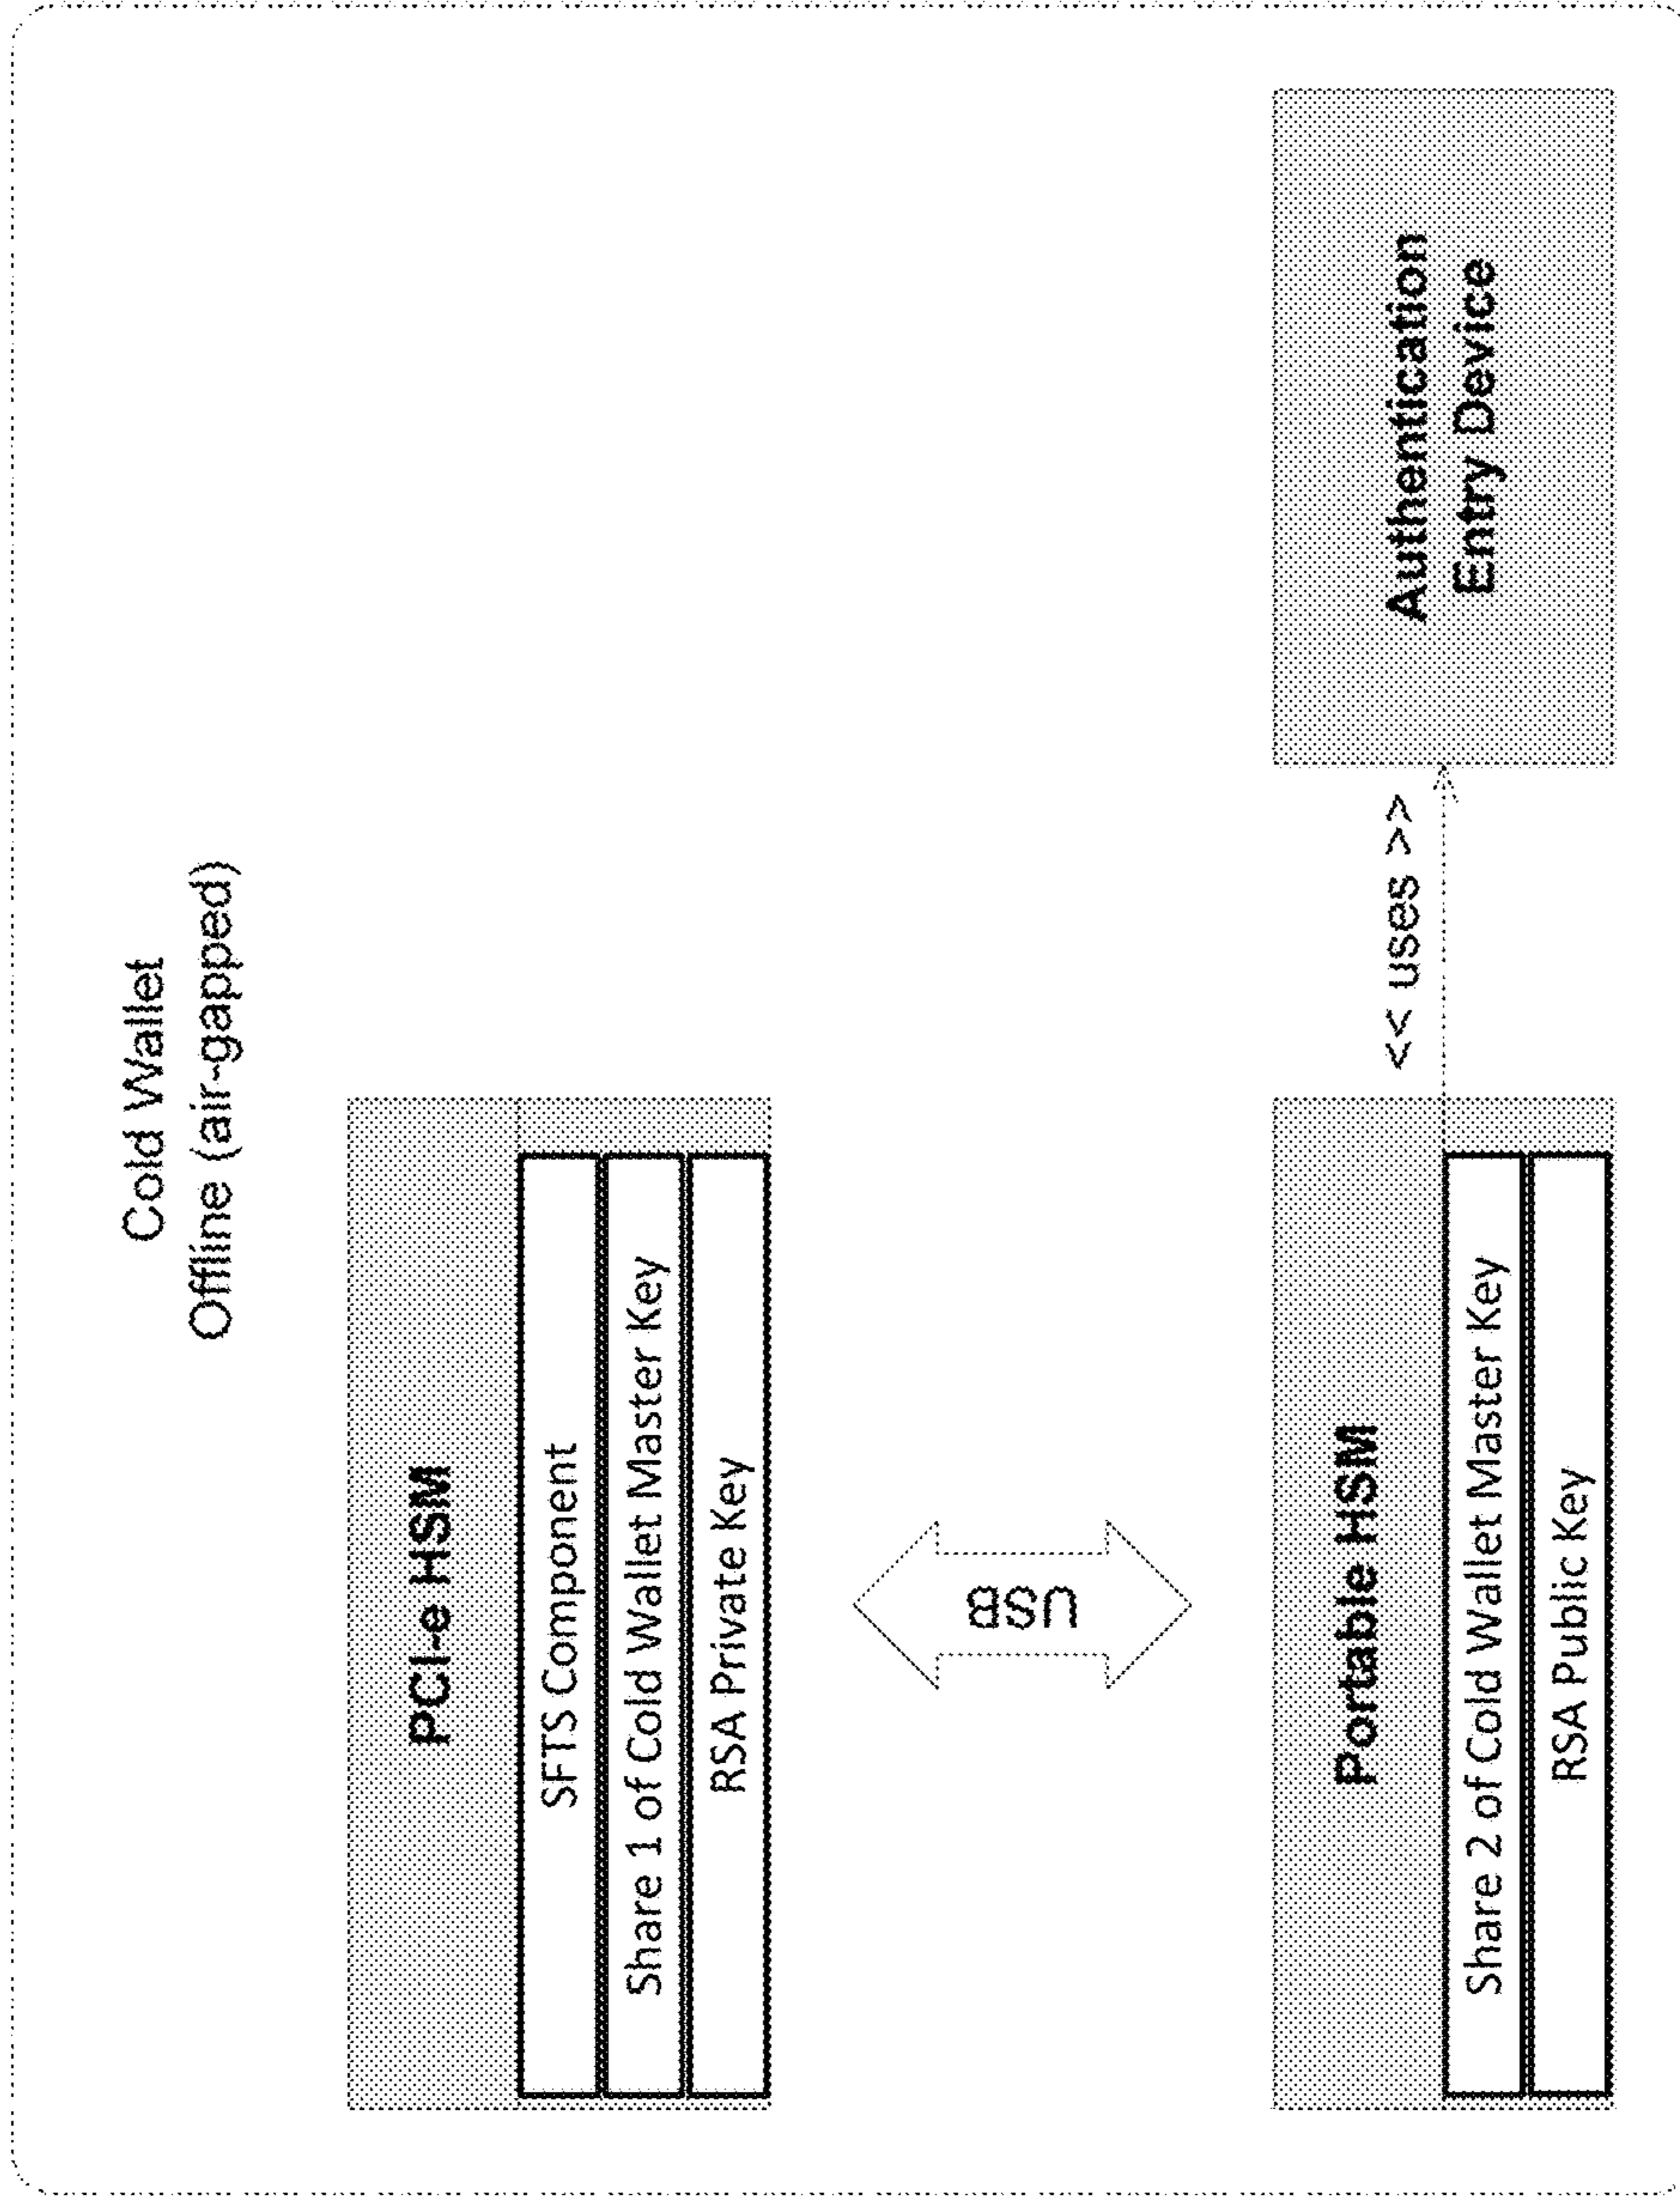 Cold Wallet
Offline (air-gapped)
PCI-e HSM
SFTS Component
Share 1 of Cold Wallet Master Key
RSA Private Key
USB
Portable HSM
Share 2 of Cold Wallet Master Key
RSA Public Key
<< uses >>
Authentication
Entry Device